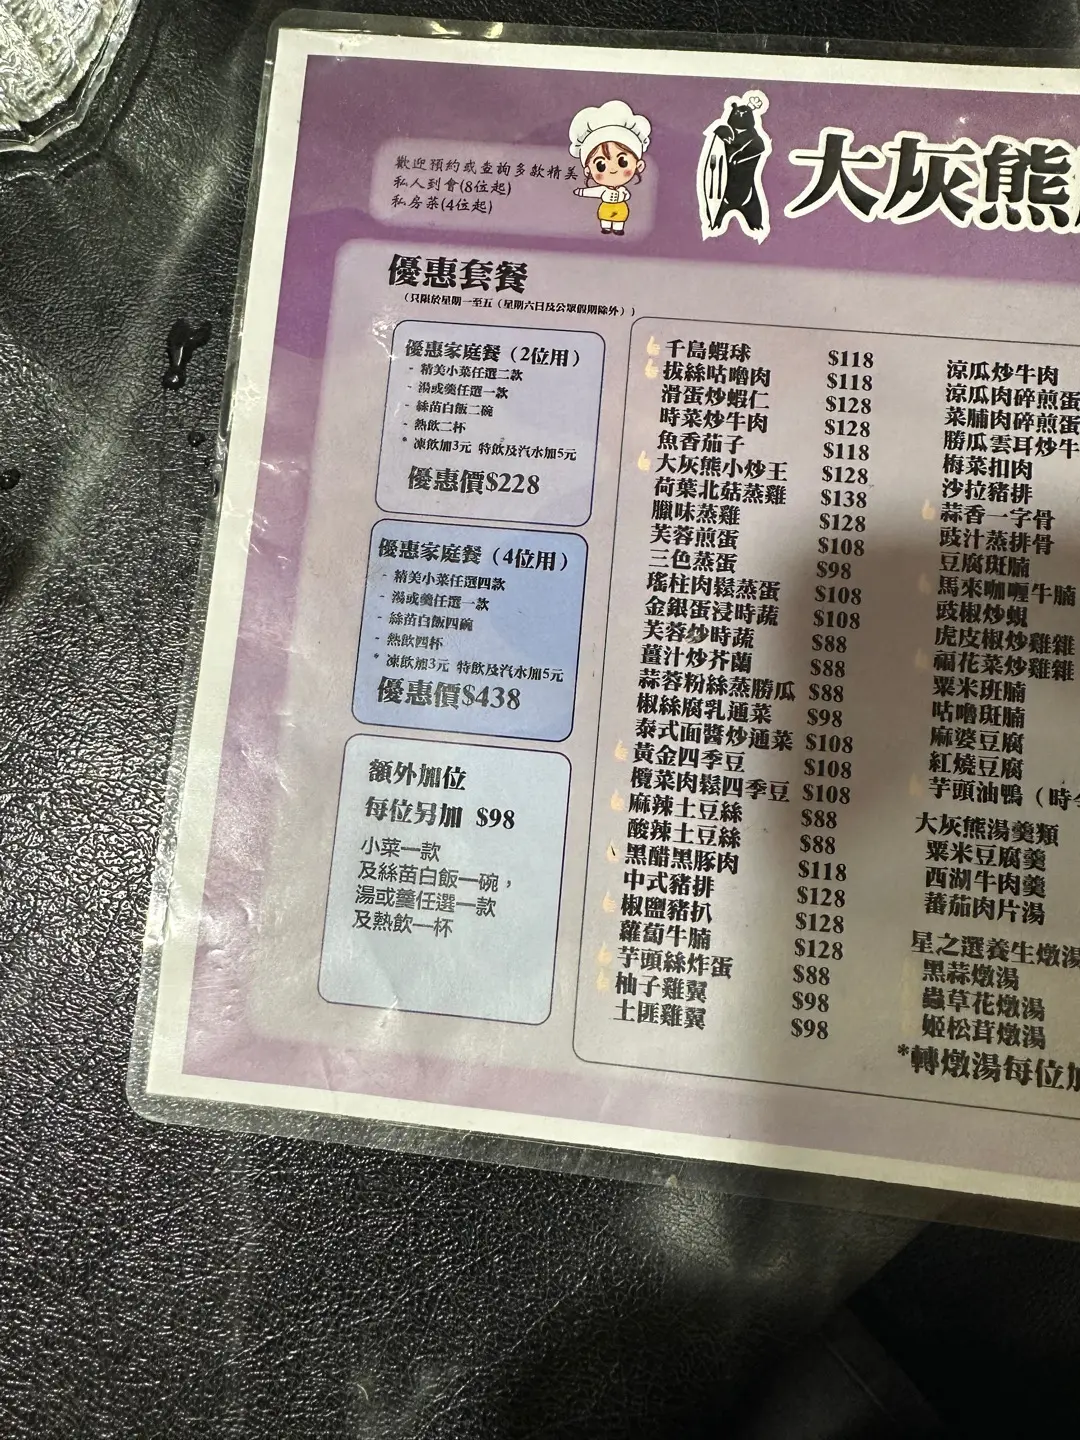 歡迎預約或查詢多款精美
私人到會(8位起)
私房菜(4位起)
大灰熊
優惠套餐
（只限於星期一至五（星期六日及公眾假期除外））
優惠家庭餐（2位用）
- 精美小菜任選二款
- 湯或羹任選一款
- 絲苗白飯二碗
- 熱飲二杯
* 凍飲加3元 特飲及汽水加5元
優惠價$228
優惠家庭餐（4位用）
- 精美小菜任選四款
- 湯或羹任選一款
- 絲苗白飯四碗
- 熱飲四杯
* 凍飲加3元 特飲及汽水加5元
優惠價$438
額外加位
每位另加 $98
小菜一款
及絲苗白飯一碗，
湯或羹任選一款
及熱飲一杯
千島蝦球 $118
拔絲咕嚕肉 $118
滑蛋炒蝦仁 $128
時菜炒牛肉 $128
魚香茄子 $118
大灰熊小炒王 $128
荷葉北菇蒸雞 $138
臘味蒸雞 $128
芙蓉煎蛋 $108
三色蒸蛋 $98
瑤柱肉鬆蒸蛋 $108
金銀蛋浸時蔬 $108
芙蓉炒時蔬 $88
薑汁炒芥蘭 $88
蒜蓉粉絲蒸勝瓜 $88
椒絲腐乳通菜 $98
泰式面醬炒通菜 $108
黃金四季豆 $108
欖菜肉鬆四季豆 $108
麻辣土豆絲 $88
酸辣土豆絲 $88
黑醋黑豚肉 $118
中式豬排 $128
椒鹽豬扒 $128
蘿蔔牛腩 $128
芋頭絲炸蛋 $88
柚子雞翼 $98
土匪雞翼 $98
涼瓜炒牛肉
涼瓜肉碎煎蛋
菜脯肉碎煎蛋
勝瓜雲耳炒牛
梅菜扣肉
沙拉豬排
蒜香一字骨
豉汁蒸排骨
豆腐斑腩
馬來咖喱牛腩
豉椒炒蜆
虎皮椒炒雞雜
福花菜炒雞雜
粟米班腩
咕嚕斑腩
麻婆豆腐
紅燒豆腐
芋頭油鴨（時
大灰熊湯羹類
粟米豆腐羹
西湖牛肉羹
蕃茄肉片湯
星之選養生燉湯
黑蒜燉湯
蟲草花燉湯
姬松茸燉湯
*轉燉湯每位加